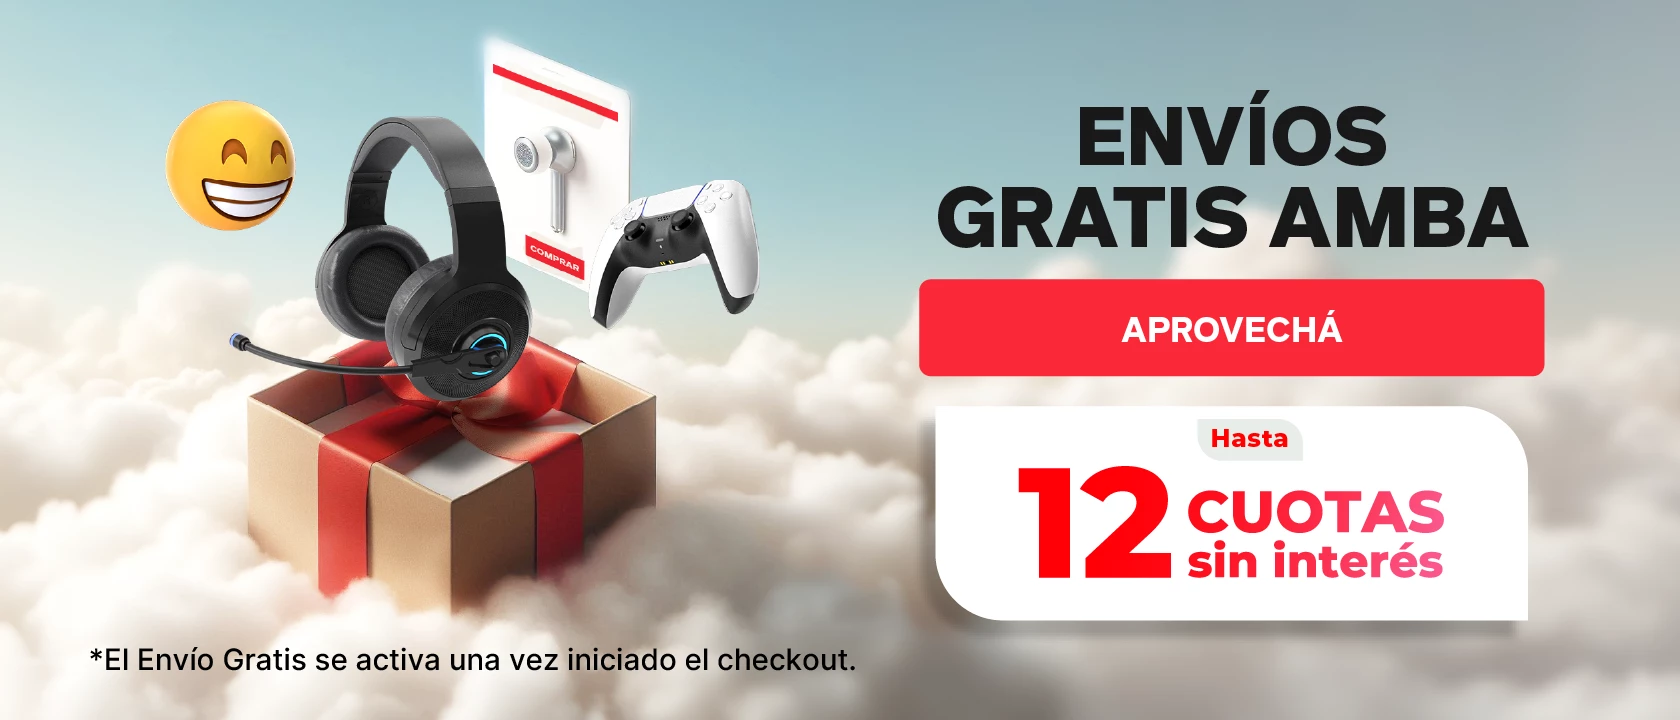 COMPRAR
ENVÍOS
GRATIS AMBA
APROVECHÁ
Hasta
12 CUOTAS
sin interés
*El Envío Gratis se activa una vez iniciado el checkout.